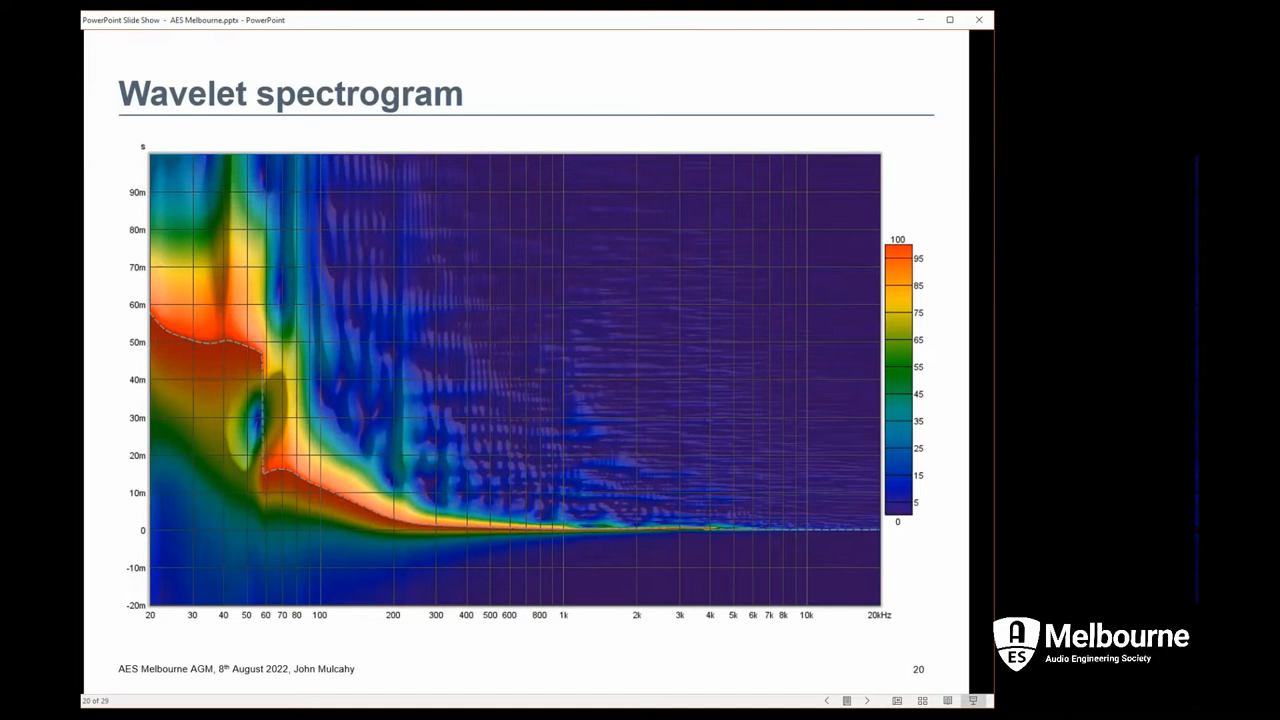 PowerPoint Slide Show - AES Melbourne.pptx - PowerPoint
Wavelet spectrogram
s
90m
80m
70m
60m
50m
40m
30m
20m
10m
0
-10m
-20m
20 30 40 50 60 70 80 100 200 300 400 500 600 800 1k 2k 3k 4k 5k 6k 7k 8k 10k 20kHz
100
95
85
75
65
55
45
35
25
15
5
0
AES Melbourne AGM, 8th August 2022, John Mulcahy
20
20 of 29
A
ES
Melbourne
Audio Engineering Society